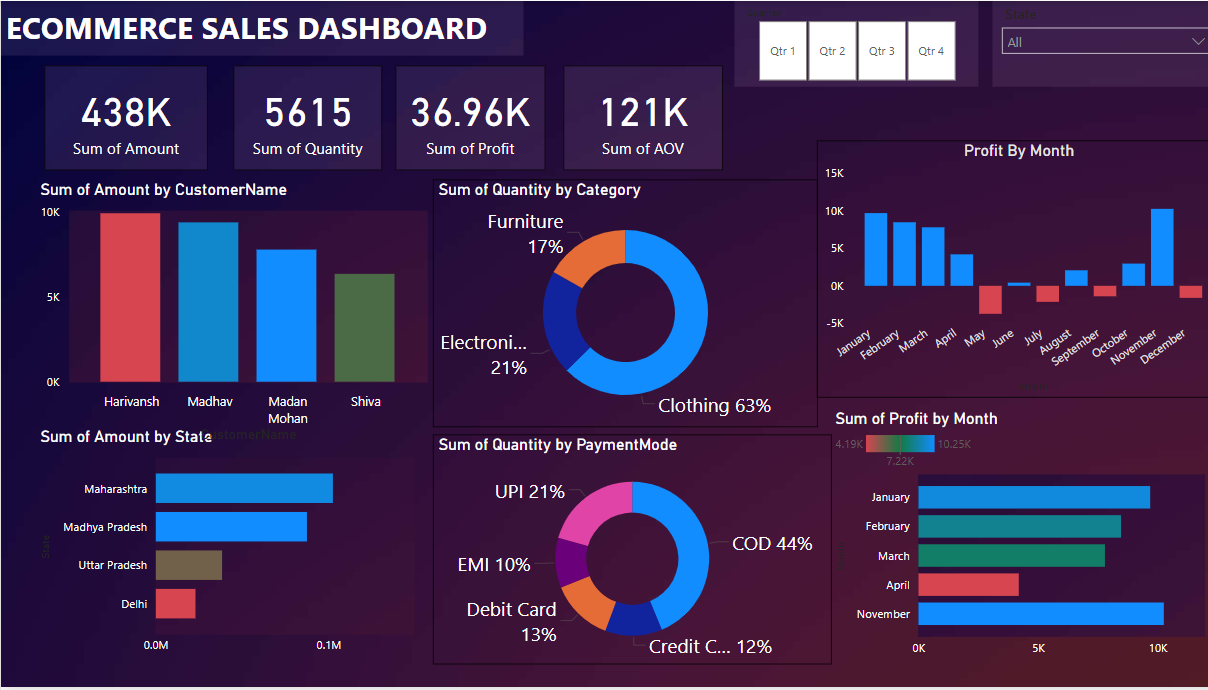 ECOMMERCE SALES DASHBOARD
Qtr 1
Qtr 2
Qtr 3
Qtr 4
State
All
438K
Sum of Amount
5615
Sum of Quantity
36.96K
Sum of Profit
121K
Sum of AOV
Sum of Amount by CustomerName
10K
5K
0K
Harivansh
Madhav
Madan
Mohan
Shiva
CustomerName
Sum of Quantity by Category
Furniture
17%
Electroni...
21%
Clothing 63%
Profit By Month
15K
10K
5K
0K
-5K
January
February
March
April
May
June
July
August
September
October
November
December
Sum of Amount by State
State
Maharashtra
Madhya Pradesh
Uttar Pradesh
Delhi
0.0M
0.1M
Sum of Quantity by PaymentMode
UPI 21%
EMI 10%
Debit Card
13%
COD 44%
Credit C... 12%
Sum of Profit by Month
4.19K
10.25K
7.22K
January
February
March
April
November
0K
5K
10K